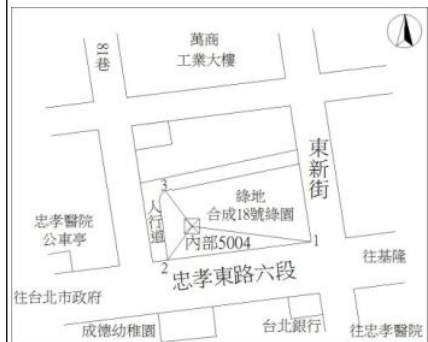 萬商
工業大樓
81巷
東新街
3
綠地
合成18號綠園
人行道
內部5004
1
2
忠孝醫院
公車亭
往基隆
忠孝東路六段
往台北市政府
成德幼稚園
台北銀行
往忠孝醫院